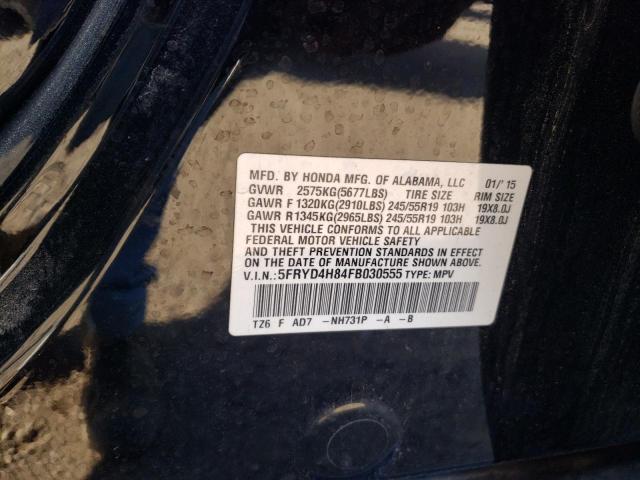 MFD. BY HONDA MFG. OF ALABAMA, LLC 01/'15
GVWR 2575KG(5677LBS) TIRE SIZE RIM SIZE
GAWR F 1320KG(2910LBS) 245/55R19 103H 19X8.0J
GAWR R1345KG(2965LBS) 245/55R19 103H 19X8.0J
THIS VEHICLE CONFORMS TO ALL APPLICABLE
FEDERAL MOTOR VEHICLE SAFETY
AND THEFT PREVENTION STANDARDS IN EFFECT
ON THE DATE OF MANUFACTURE SHOWN ABOVE.
V.I.N.: 5FRYD4H84FB030555 TYPE: MPV
TZ6 F AD7 -NH731P -A -B